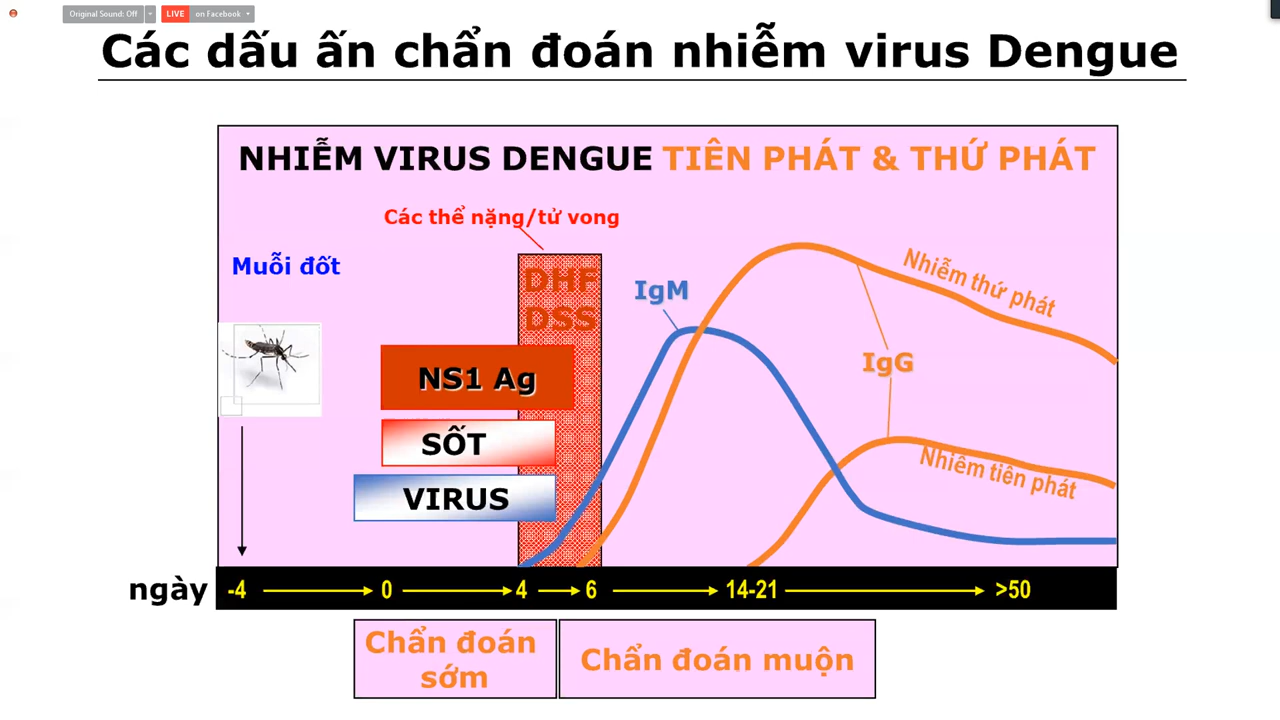 Original Sound: Off
LIVE on Facebook
Các dấu ấn chẩn đoán nhiễm virus Dengue
NHIỄM VIRUS DENGUE TIÊN PHÁT & THỨ PHÁT
Các thể nặng/tử vong
Muỗi đốt
DHF
DSS
IgM
Nhiễm thứ phát
IgG
NS1 Ag
SỐT
Nhiêm tiên phát
VIRUS
ngày -4 0 4 6 14-21 >50
Chẩn đoán
sớm
Chẩn đoán muộn